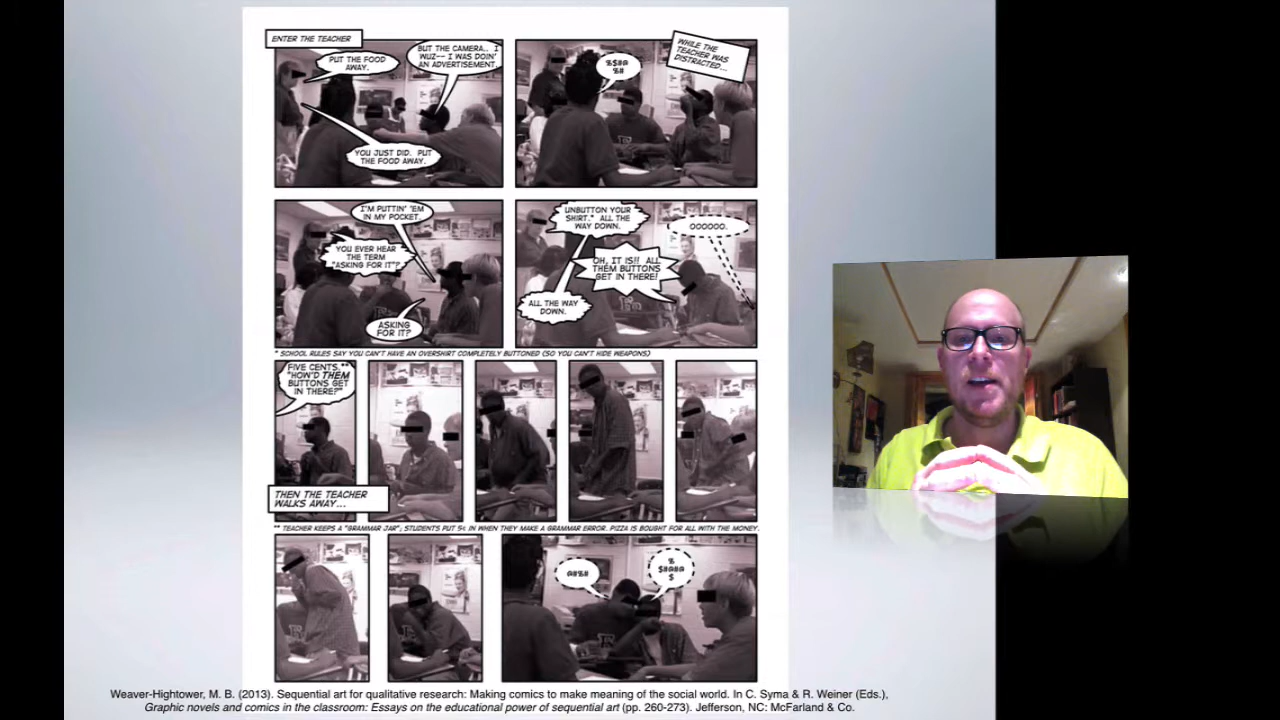 ENTER THE TEACHER
PUT THE FOOD
AWAY.
BUT THE CAMERA.. I
WUZ-- I WAS DOIN'
AN ADVERTISEMENT.
YOU JUST DID. PUT
THE FOOD AWAY.
%$#@
%#
WHILE THE
TEACHER WAS
DISTRACTED...
I'M PUTTIN' 'EM
IN MY POCKET.
YOU EVER HEAR
THE TERM
"ASKING FOR IT"?
ASKING
FOR IT?
UNBUTTON YOUR
SHIRT.* ALL THE
WAY DOWN.
OOOOOO.
OH, IT IS!! ALL
THEM BUTTONS
GET IN THERE!
ALL THE WAY
DOWN.
* SCHOOL RULES SAY YOU CAN'T HAVE AN OVERSHIRT COMPLETELY BUTTONED (SO YOU CAN'T HIDE WEAPONS)
FIVE CENTS.**
"HOW'D THEM
BUTTONS GET
IN THERE?"
THEN THE TEACHER
WALKS AWAY...
** TEACHER KEEPS A "GRAMMAR JAR"; STUDENTS PUT 5¢ IN WHEN THEY MAKE A GRAMMAR ERROR. PIZZA IS BOUGHT FOR ALL WITH THE MONEY.
@#%#
%
$#@#@
$
Weaver-Hightower, M. B. (2013). Sequential art for qualitative research: Making comics to make meaning of the social world. In C. Syma & R. Weiner (Eds.),
Graphic novels and comics in the classroom: Essays on the educational power of sequential art (pp. 260-273). Jefferson, NC: McFarland & Co.